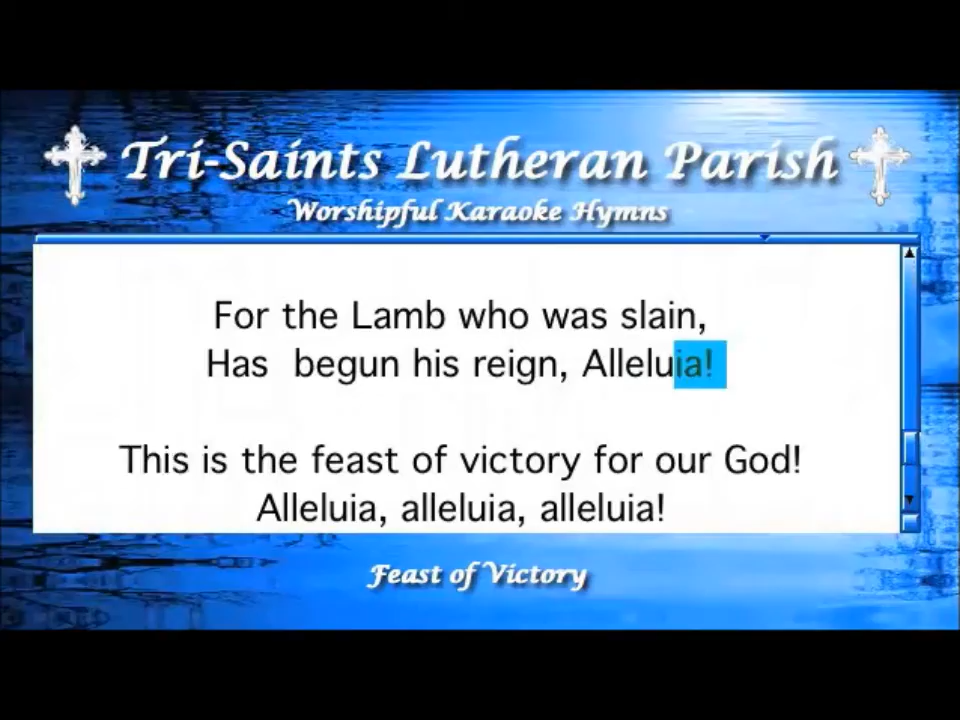 Tri-Saints Lutheran Parish
Worshipful Karaoke Hymns
For the Lamb who was slain,
Has  begun his reign, Alleluia!
This is the feast of victory for our God!
Alleluia, alleluia, alleluia!
Feast of Victory